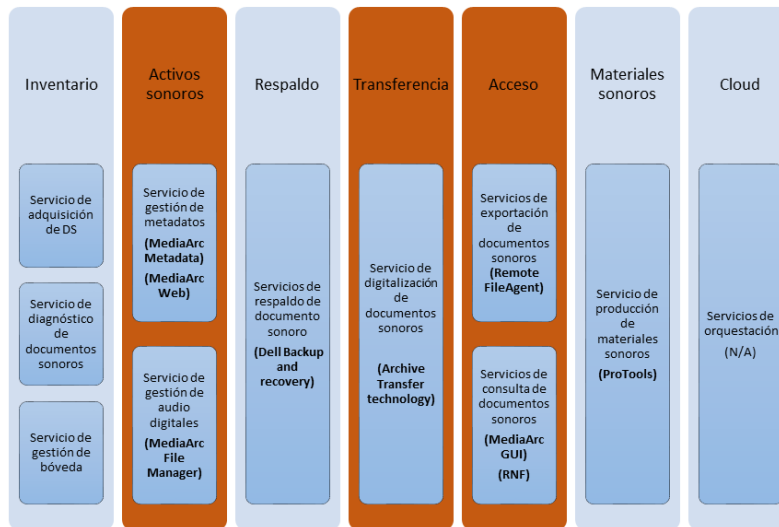 Inventario
Servicio de
adquisición
de DS
Servicio de
diagnóstico
de
documentos
sonoros
Servicio de
gestión de
bóveda
Activos
sonoros
Servicio de
gestión de
metadatos
(MediaArc
Metadata)
(MediaArc
Web)
Servicio de
gestión de
audio
digitales
(MediaArc
File
Manager)
Respaldo
Servicios de
respaldo de
documento
sonoro
(Dell Backup
and
recovery)
Transferencia
Servicio de
digitalización
de
documentos
sonoros
(Archive
Transfer
technology)
Acceso
Servicios de
exportación
de
documentos
sonoros
(Remote
FileAgent)
Servicios de
consulta de
documentos
sonoros
(MediaArc
GUI)
(RNF)
Materiales
sonoros
Servicio de
producción
de
materiales
sonoros
(ProTools)
Cloud
Servicios de
orquestación
(N/A)